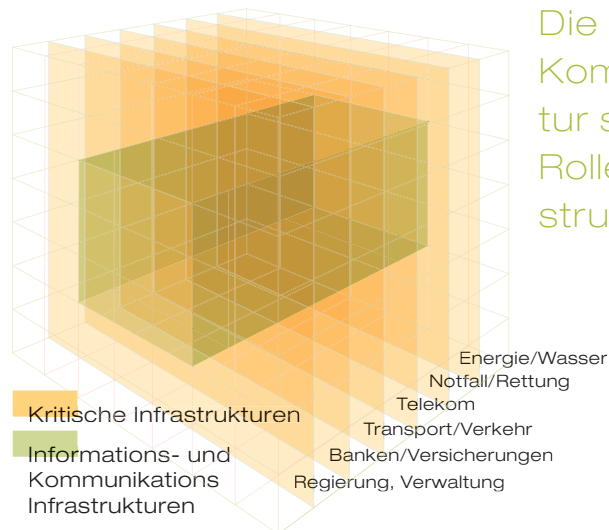 Die
Kom
tur s
Rolle
stru
Energie/Wasser
Notfall/Rettung
Telekom
Transport/Verkehr
Banken/Versicherungen
Regierung, Verwaltung
Kritische Infrastrukturen
Informations- und
Kommunikations
Infrastrukturen